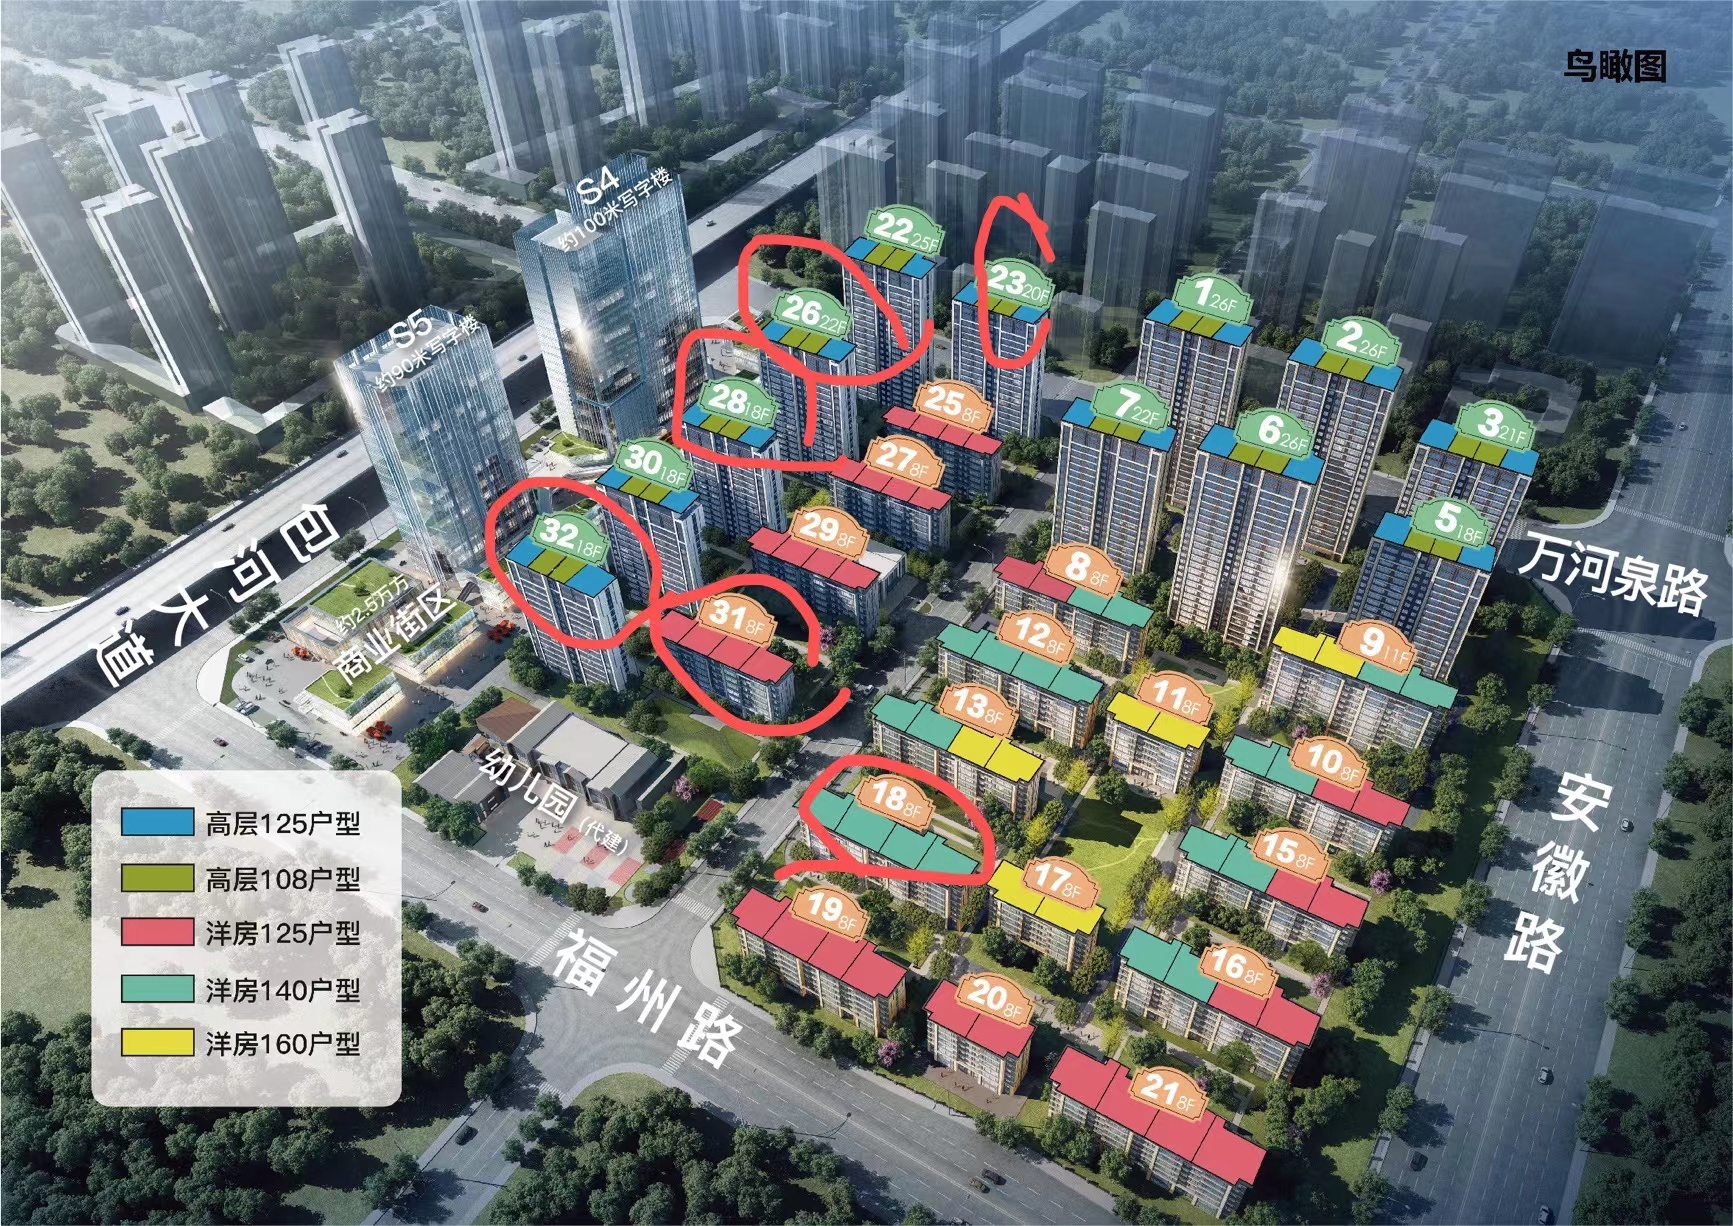 鸟瞰图
S4
约100米写字楼
S5
约90米写字楼
22 25F
23 20F
26 22F
1 26F
2 26F
28 18F
25 8F
7 22F
6 26F
3 21F
30 18F
27 8F
32 18F
29 8F
5 18F
8 8F
31 8F
12 8F
9 11F
13 8F
11 8F
10 8F
18 8F
17 8F
15 8F
19 8F
16 8F
20 8F
21 8F
包河大道
约2-5万方
商业街区
幼儿园(代建)
万河泉路
安徽路
福州路
高层125户型
高层108户型
洋房125户型
洋房140户型
洋房160户型